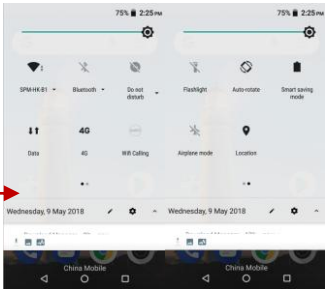 75% 2:25 PM
SPM-HK-B1
Bluetooth
Do not
disturb
Data
4G
4G
Wifi Calling
Wednesday, 9 May 2018
China Mobile
75% 2:25 PM
Flashlight
Auto-rotate
Smart saving
mode
Airplane mode
Location
Wednesday, 9 May 2018
China Mobile